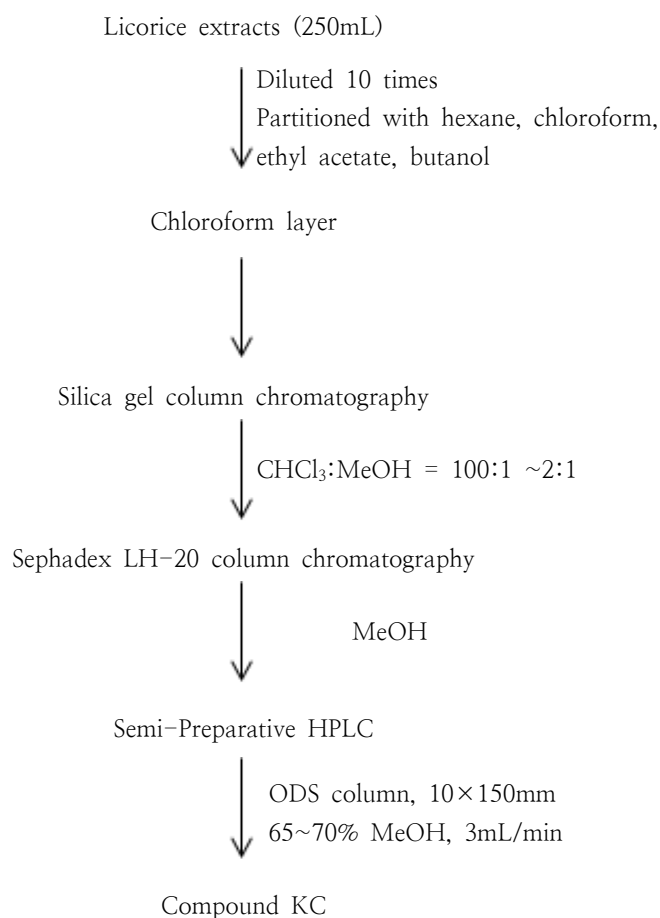 Licorice extracts (250mL)
Diluted 10 times
Partitioned with hexane, chloroform,
ethyl acetate, butanol
Chloroform layer
Silica gel column chromatography
CHCl₃:MeOH = 100:1 ~2:1
Sephadex LH-20 column chromatography
MeOH
Semi-Preparative HPLC
ODS column, 10×150mm
65~70% MeOH, 3mL/min
Compound KC